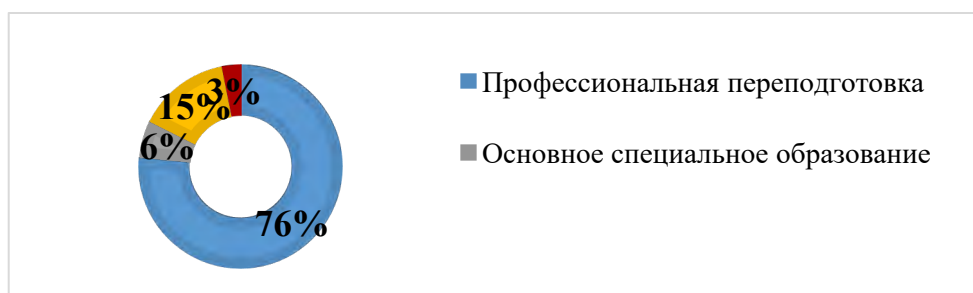 3%
15%
6%
76%
Профессиональная переподготовка
Основное специальное образование